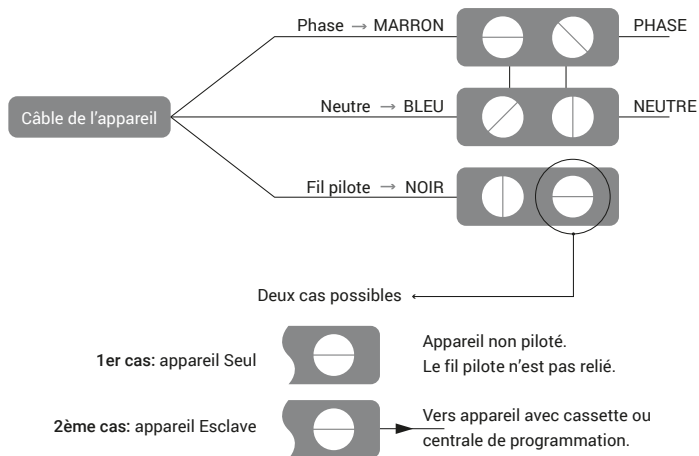 Phase → MARRON
PHASE
Câble de l'appareil
Neutre → BLEU
NEUTRE
Fil pilote → NOIR
Deux cas possibles
1er cas: appareil Seul
Appareil non piloté.
Le fil pilote n'est pas relié.
2ème cas: appareil Esclave
Vers appareil avec cassette ou
centrale de programmation.